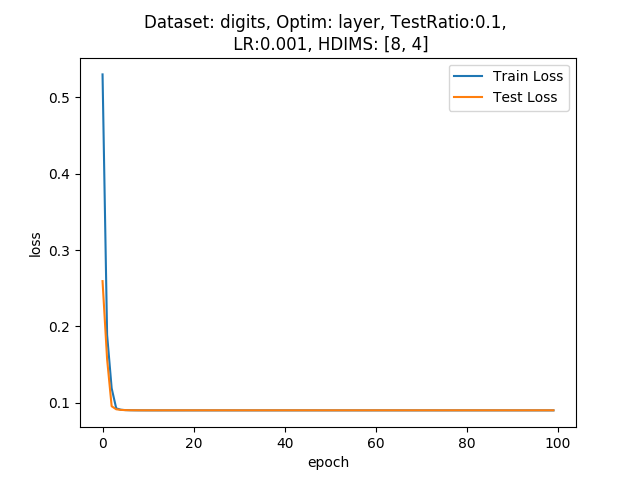 Dataset: digits, Optim: layer, TestRatio:0.1,
LR:0.001, HDIMS: [8, 4]
Train Loss
Test Loss
0.5
0.4
0.3
0.2
0.1
loss
0 20 40 60 80 100
epoch